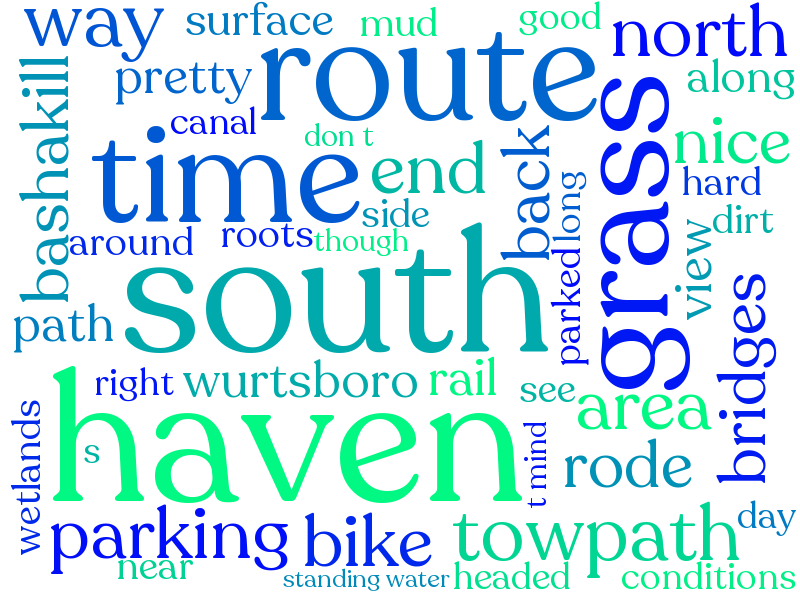 way
surface
mud
good
north
route
pretty
along
bashakill
canal
don t
grass
nice
time
end
back
hard
side
long
dirt
around
roots
though
view
south
parked
path
bridges
right
wurtsboro
rail
see
area
haven
wetlands
s
t mind
rode
parking
bike
towpath
day
near
standing water
headed
conditions